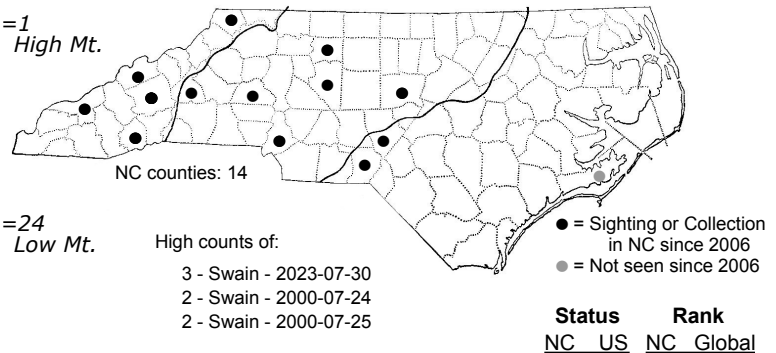 =1
High Mt.
NC counties: 14
=24
Low Mt.
High counts of:
3 - Swain - 2023-07-30
2 - Swain - 2000-07-24
2 - Swain - 2000-07-25
● = Sighting or Collection
in NC since 2006
● = Not seen since 2006
Status Rank
NC US NC Global